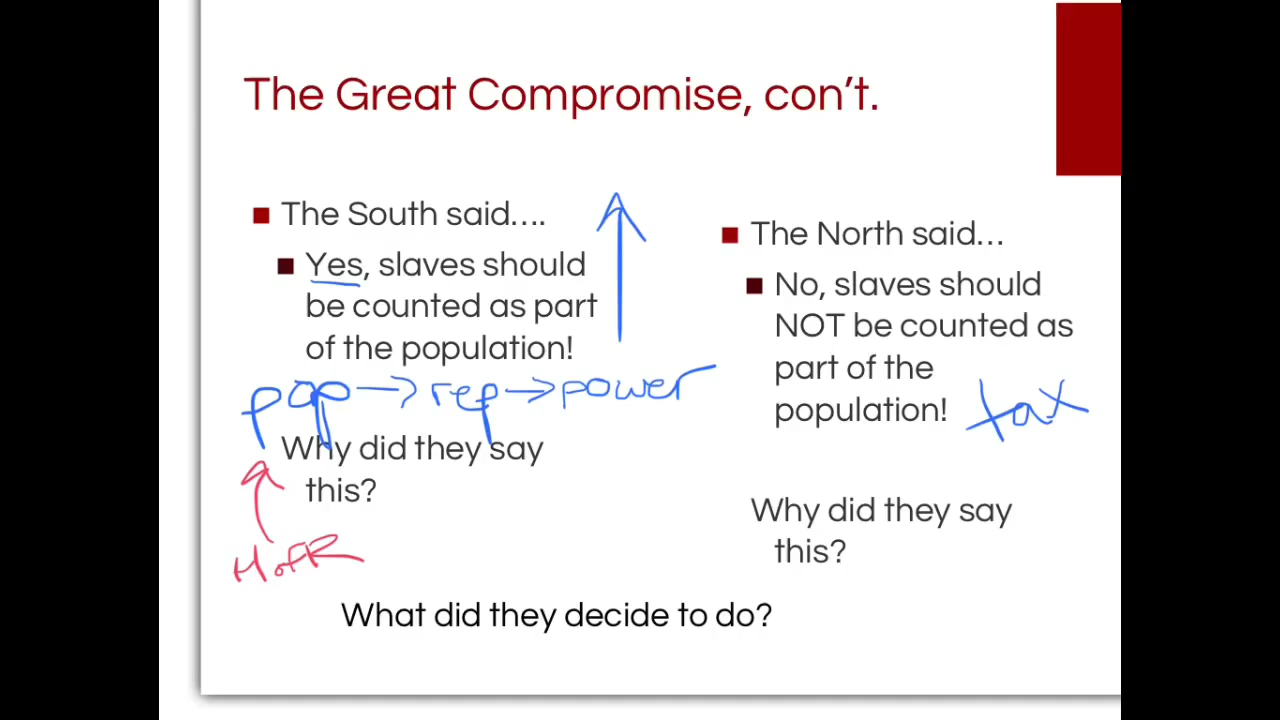 The Great Compromise, con't.
The South said....
Yes, slaves should
be counted as part
of the population!
pop → rep → power
Why did they say
this?
H of R
The North said...
No, slaves should
NOT be counted as
part of the
population!
tax
Why did they say
this?
What did they decide to do?